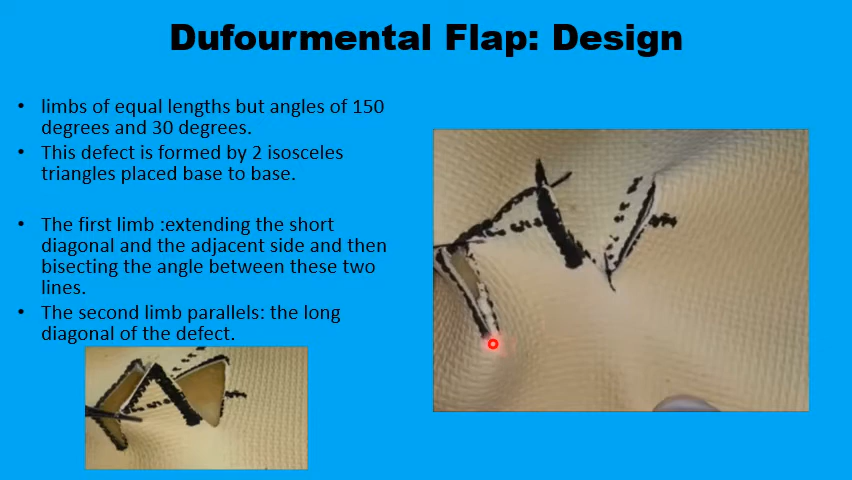 Dufourmental Flap: Design
• limbs of equal lengths but angles of 150
degrees and 30 degrees.
• This defect is formed by 2 isosceles
triangles placed base to base.
• The first limb :extending the short
diagonal and the adjacent side and then
bisecting the angle between these two
lines.
• The second limb parallels: the long
diagonal of the defect.